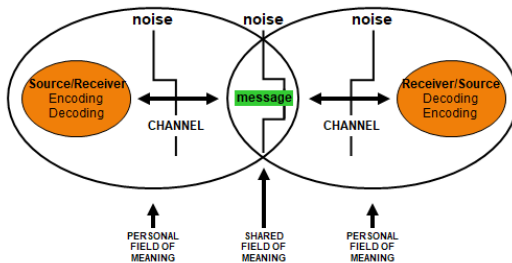 noise
noise
noise
Source/Receiver
Encoding
Decoding
message
Receiver/Source
Decoding
Encoding
CHANNEL
CHANNEL
PERSONAL
FIELD OF
MEANING
SHARED
FIELD OF
MEANING
PERSONAL
FIELD OF
MEANING